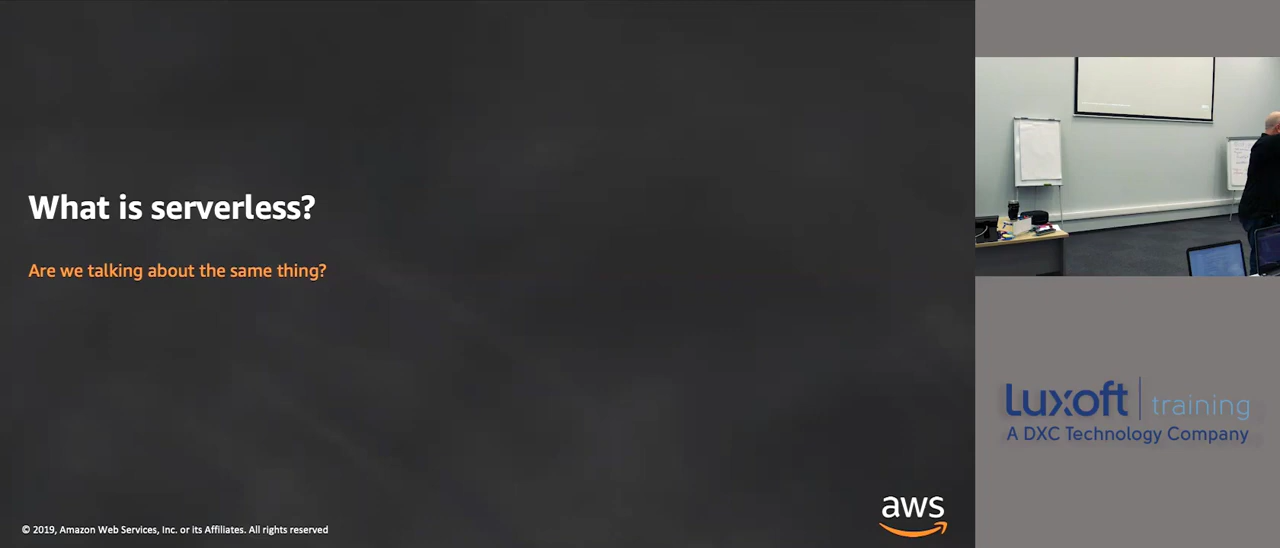 What is serverless?
Are we talking about the same thing?
© 2019, Amazon Web Services, Inc. or its Affiliates. All rights reserved
aws
Luxoft training
A DXC Technology Company